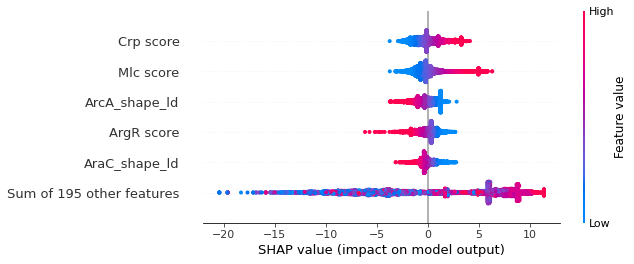 High
Crp score
Mlc score
ArcA_shape_ld
ArgR score
AraC_shape_ld
Sum of 195 other features
Feature value
Low
−20 −15 −10 −5 0 5 10
SHAP value (impact on model output)